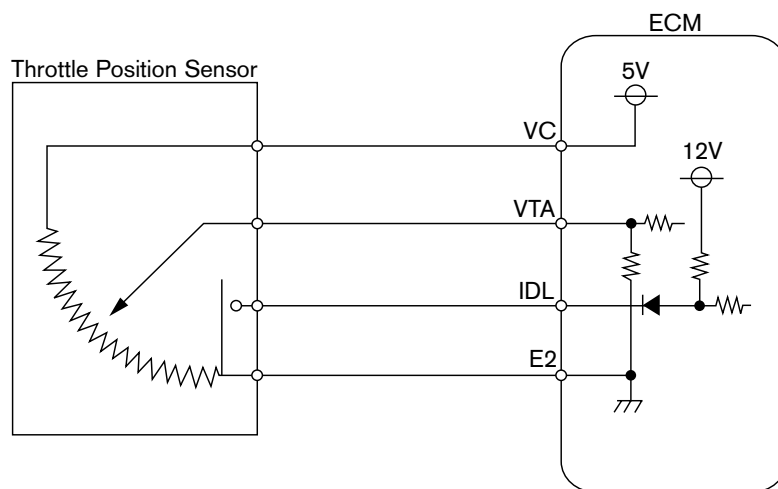 ECM
Throttle Position Sensor
5V
VC
12V
VTA
IDL
E2